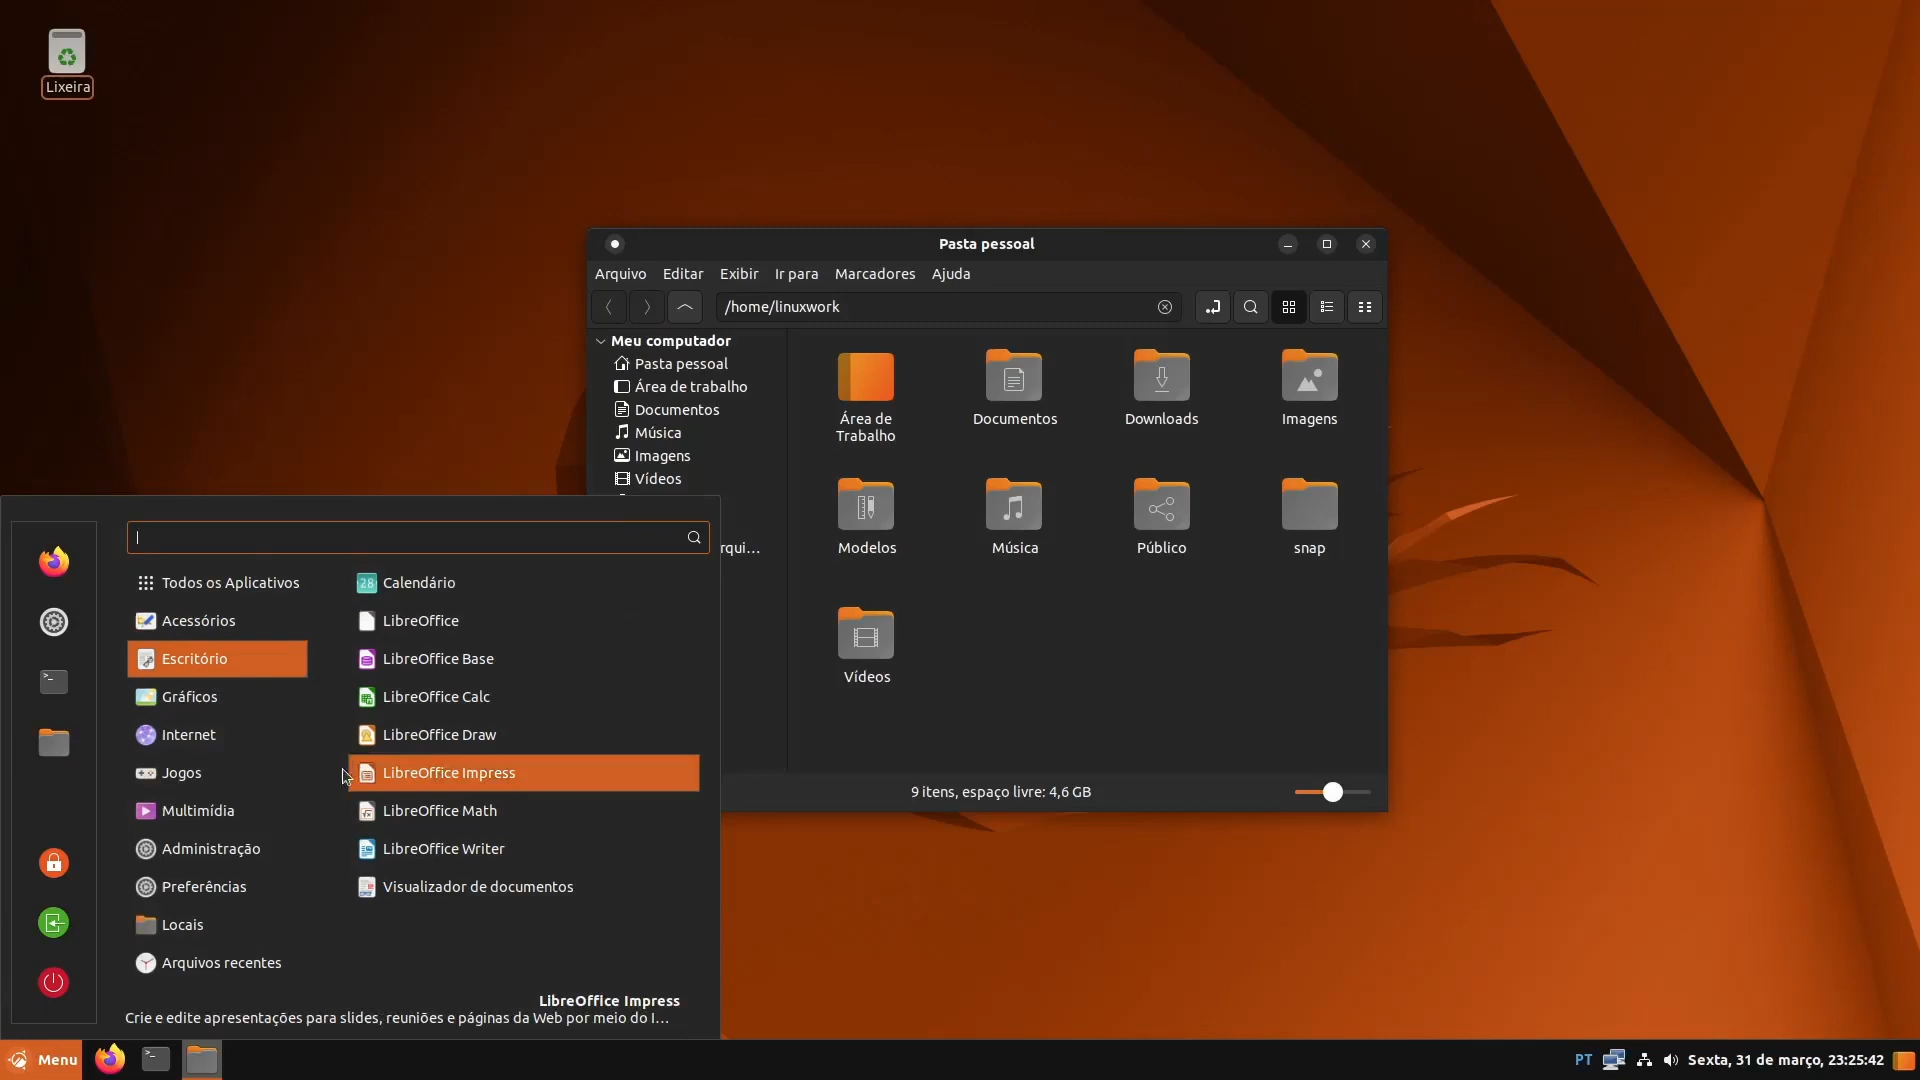 Lixeira
Pasta pessoal
Arquivo Editar Exibir Ir para Marcadores Ajuda
/home/linuxwork
Meu computador
Pasta pessoal
Área de trabalho
Documentos
Música
Imagens
Vídeos
rqui...
Área de
Trabalho
Documentos
Downloads
Imagens
Modelos
Música
Público
snap
Vídeos
9 itens, espaço livre: 4,6 GB
Todos os Aplicativos
Acessórios
Escritório
Gráficos
Internet
Jogos
Multimídia
Administração
Preferências
Locais
Arquivos recentes
28 Calendário
LibreOffice
LibreOffice Base
LibreOffice Calc
LibreOffice Draw
LibreOffice Impress
LibreOffice Math
LibreOffice Writer
Visualizador de documentos
LibreOffice Impress
Crie e edite apresentações para slides, reuniões e páginas da Web por meio do I...
Menu
PT
Sexta, 31 de março, 23:25:42